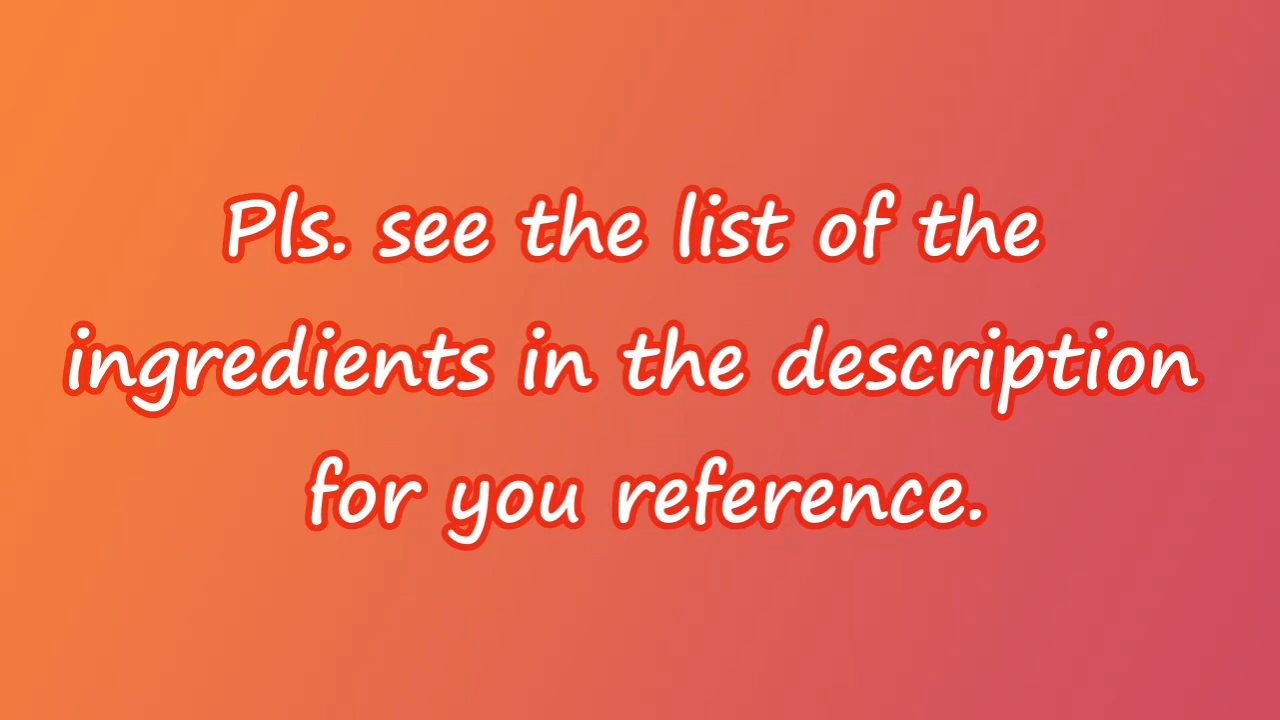 Pls. see the list of the
ingredients in the description
for you reference.